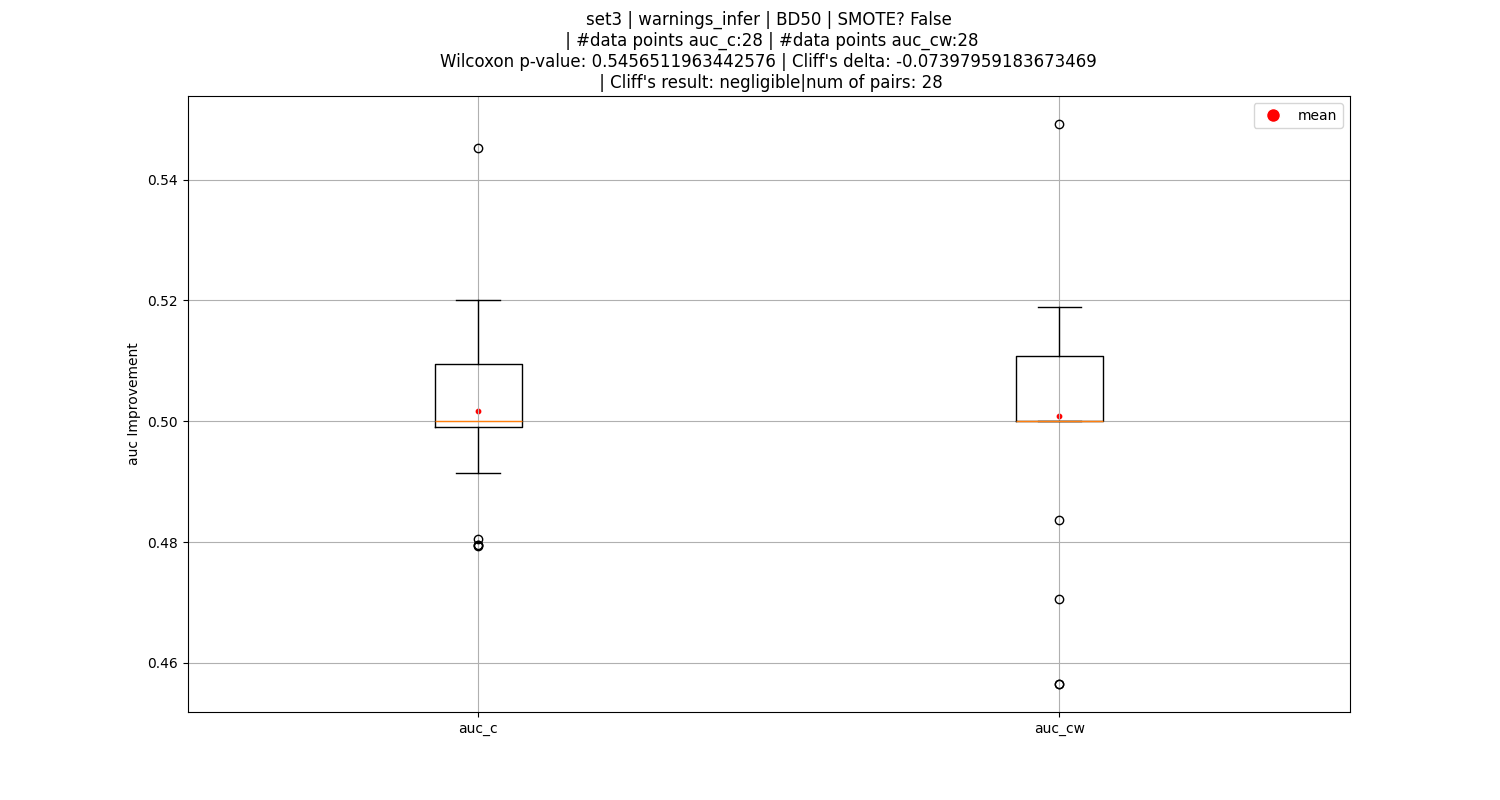 set3 | warnings_infer | BD50 | SMOTE? False
| #data points auc_c:28 | #data points auc_cw:28
Wilcoxon p-value: 0.5456511963442576 | Cliff's delta: -0.07397959183673469
| Cliff's result: negligible|num of pairs: 28
mean
0.54
0.52
0.50
0.48
0.46
auc Improvement
auc_c
auc_cw